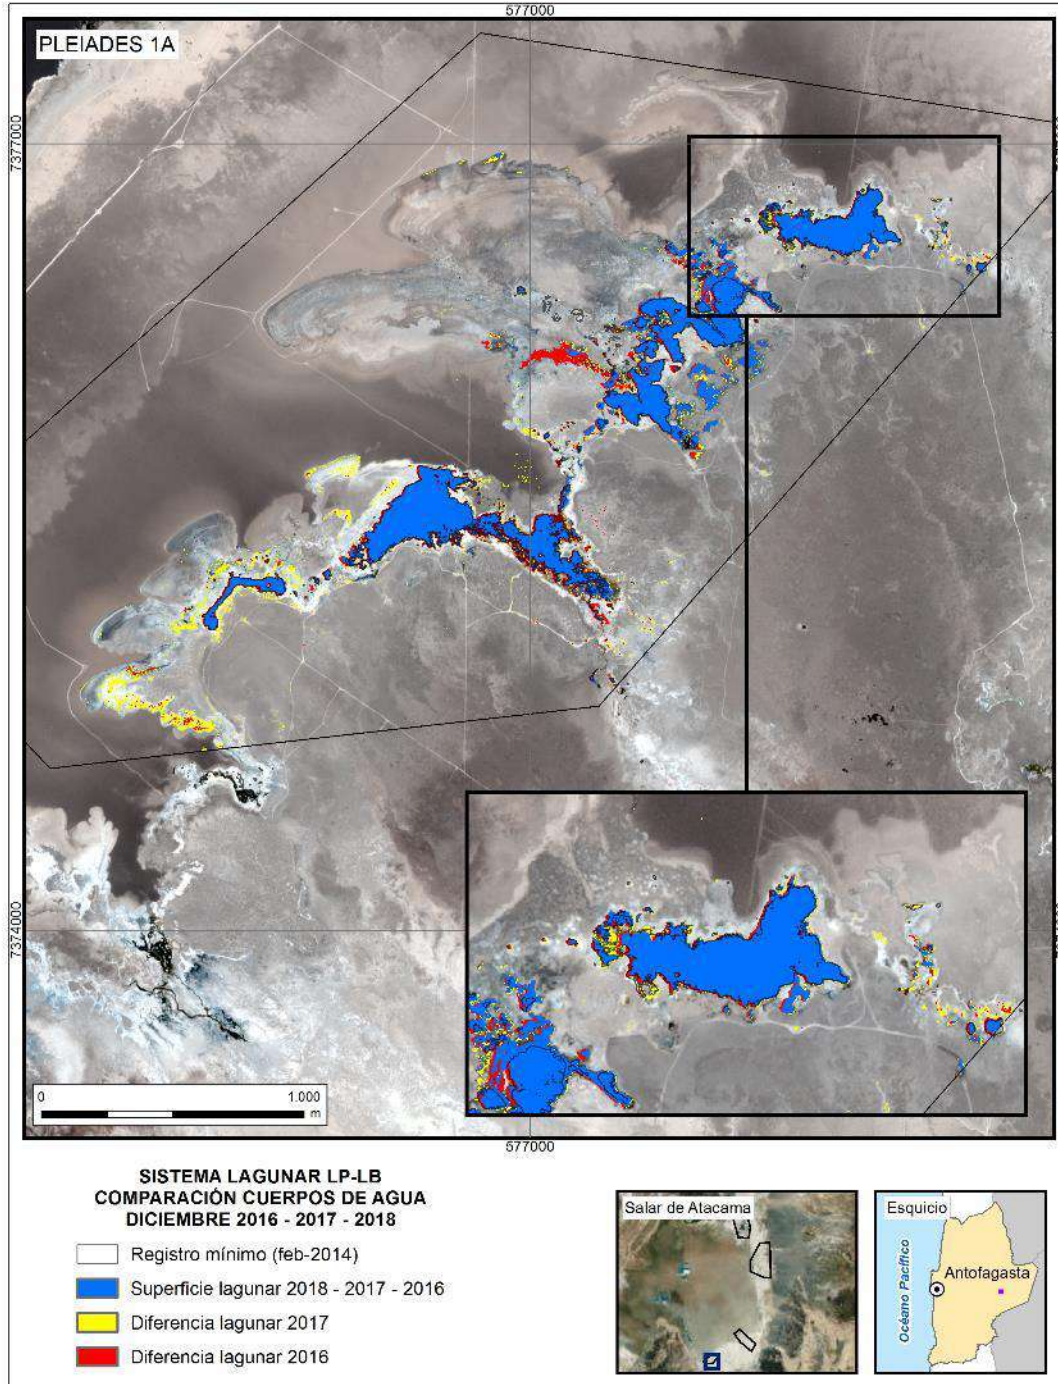 577000
PLEIADES 1A
7377000
7374000
0 1.000
m
577000
SISTEMA LAGUNAR LP-LB
COMPARACIÓN CUERPOS DE AGUA
DICIEMBRE 2016 - 2017 - 2018
Registro mínimo (feb-2014)
Superficie lagunar 2018 - 2017 - 2016
Diferencia lagunar 2017
Diferencia lagunar 2016
Salar de Atacama
Esquicio
Océano Pacífico
Antofagasta